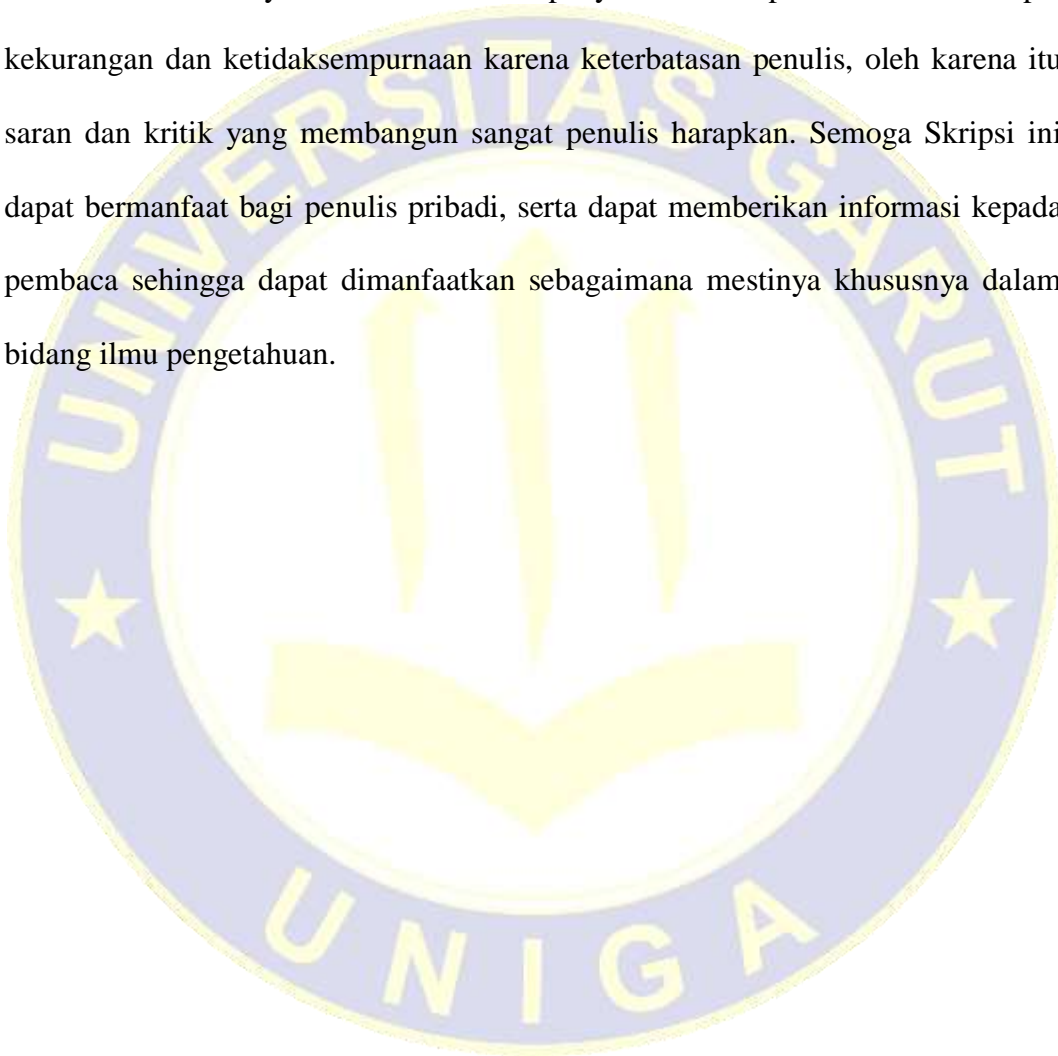 kekurangan dan ketidaksempurnaan karena keterbatasan penulis, oleh karena itu
saran dan kritik yang membangun sangat penulis harapkan. Semoga Skripsi ini
dapat bermanfaat bagi penulis pribadi, serta dapat memberikan informasi kepada
pembaca sehingga dapat dimanfaatkan sebagaimana mestinya khususnya dalam
bidang ilmu pengetahuan.
UNIVERSITAS GARUT
UNIGA